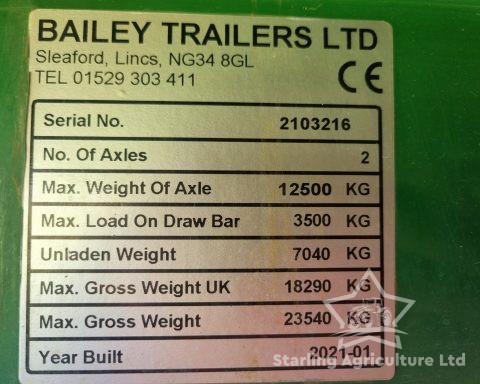 BAILEY TRAILERS LTD
Sleaford, Lincs, NG34 8GL
TEL 01529 303 411
CE
Serial No. 2103216
No. Of Axles 2
Max. Weight Of Axle 12500 KG
Max. Load On Draw Bar 3500 KG
Unladen Weight 7040 KG
Max. Gross Weight UK 18290 KG
Max. Gross Weight 23540 KG
Year Built 2021-01
Starling Agriculture Ltd